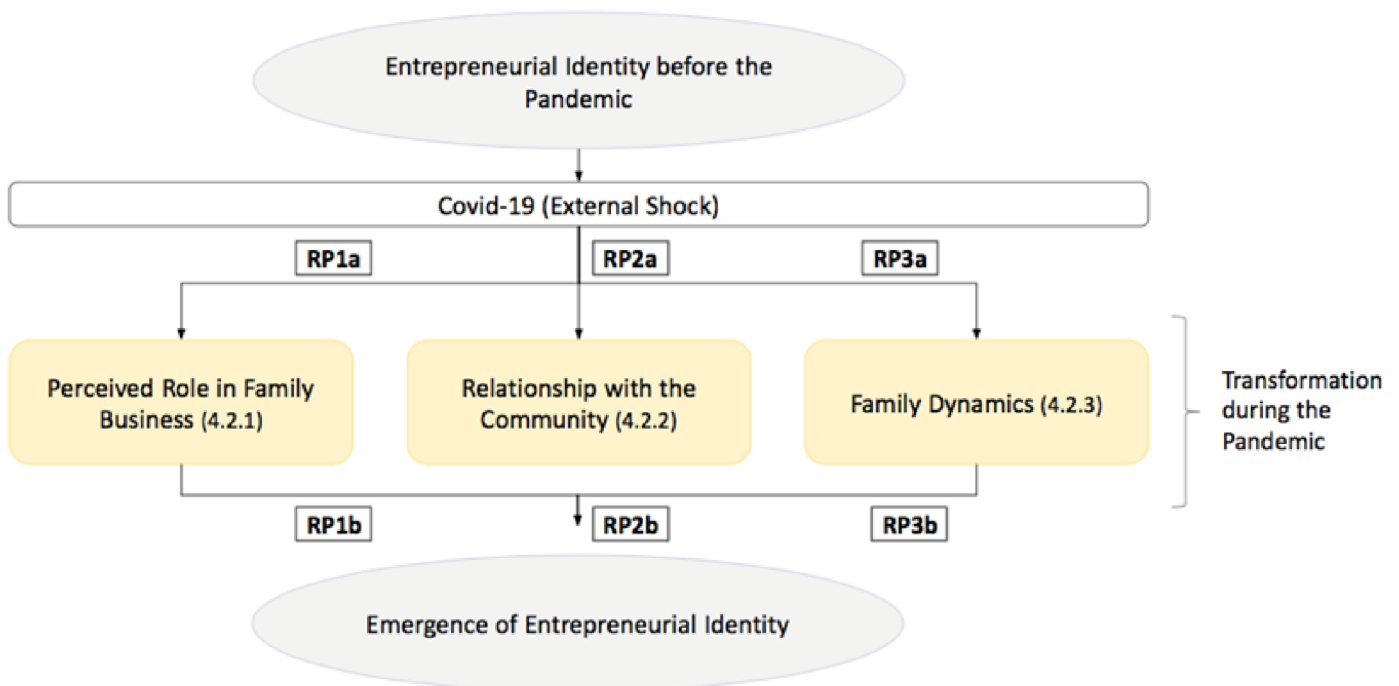 Entrepreneurial Identity before the
Pandemic
Covid-19 (External Shock)
RP1a
RP2a
RP3a
Perceived Role in Family
Business (4.2.1)
Relationship with the
Community (4.2.2)
Family Dynamics (4.2.3)
Transformation
during the
Pandemic
RP1b
RP2b
RP3b
Emergence of Entrepreneurial Identity